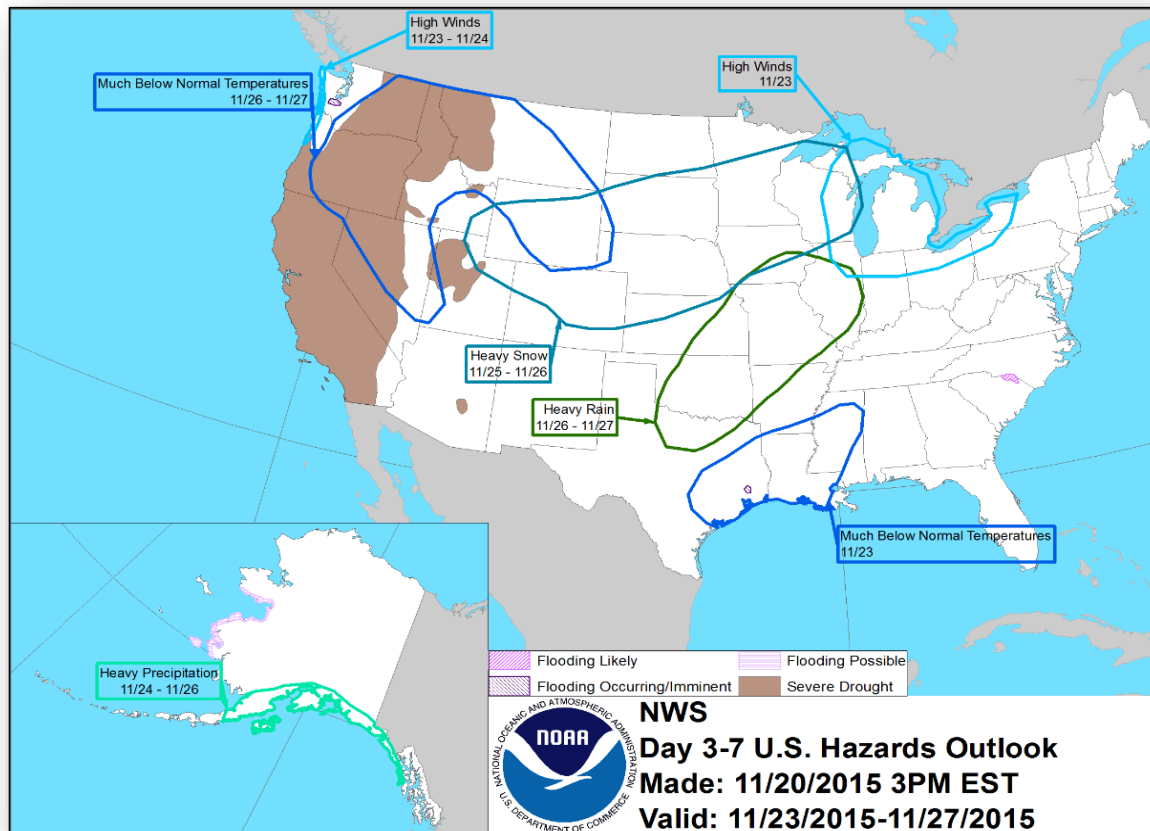 High Winds
11/23 - 11/24
Much Below Normal Temperatures
11/26 - 11/27
High Winds
11/23
Heavy Snow
11/25 - 11/26
Heavy Rain
11/26 - 11/27
Much Below Normal Temperatures
11/23
Heavy Precipitation
11/24 - 11/26
Flooding Likely
Flooding Possible
Flooding Occurring/Imminent
Severe Drought
NATIONAL OCEANIC AND ATMOSPHERIC ADMINISTRATION
U.S. DEPARTMENT OF COMMERCE
NOAA
NWS
Day 3-7 U.S. Hazards Outlook
Made: 11/20/2015 3PM EST
Valid: 11/23/2015-11/27/2015